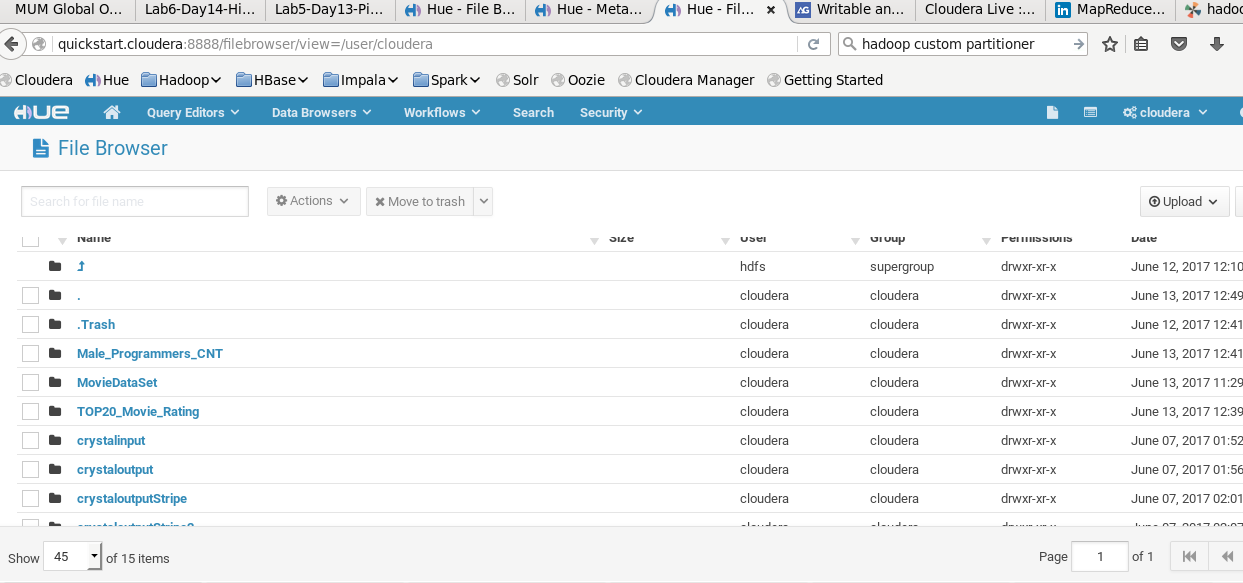 MUM Global O... Lab6-Day14-Hi... Lab5-Day13-Pi... Hue - File B... Hue - Meta... Hue - Fil... × AG Writable an... Cloudera Live :... in MapReduce... hadoo
quickstart.cloudera:8888/filebrowser/view=/user/cloudera hadoop custom partitioner
Cloudera Hue Hadoop HBase Impala Spark Solr Oozie Cloudera Manager Getting Started
HUE Query Editors Data Browsers Workflows Search Security cloudera
File Browser
Search for file name Actions Move to trash Upload
Name Size User Group Permissions Date
hdfs supergroup drwxr-xr-x June 12, 2017 12:10
. cloudera cloudera drwxr-xr-x June 13, 2017 12:49
.Trash cloudera cloudera drwxr-xr-x June 12, 2017 12:41
Male_Programmers_CNT cloudera cloudera drwxr-xr-x June 13, 2017 12:41
MovieDataSet cloudera cloudera drwxr-xr-x June 13, 2017 11:29
TOP20_Movie_Rating cloudera cloudera drwxr-xr-x June 13, 2017 12:39
crystalinput cloudera cloudera drwxr-xr-x June 07, 2017 01:52
crystaloutput cloudera cloudera drwxr-xr-x June 07, 2017 01:56
crystaloutputStripe cloudera cloudera drwxr-xr-x June 07, 2017 02:01
Show 45 of 15 items Page 1 of 1